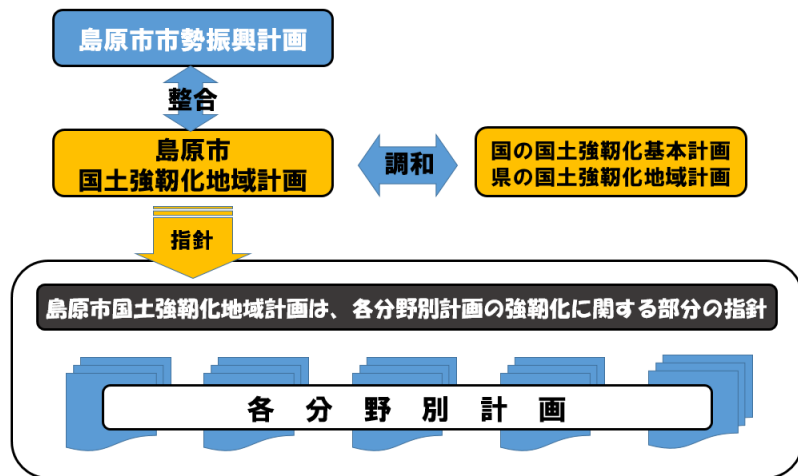 島原市市勢振興計画
整合
島原市
国土強靭化地域計画
調和
国の国土強靭化基本計画
県の国土強靭化地域計画
指針
島原市国土強靭化地域計画は、各分野別計画の強靭化に関する部分の指針
各分野別計画